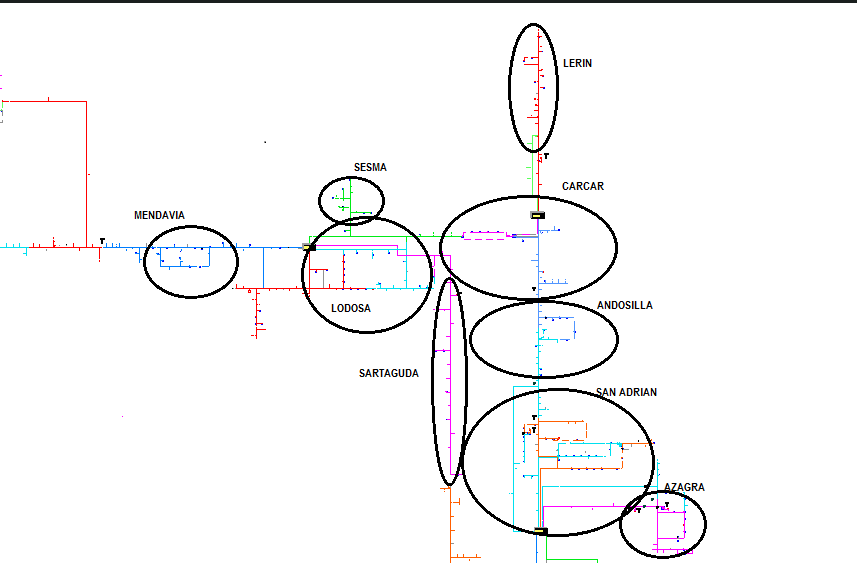 LERIN
SESMA
CARCAR
MENDAVIA
LODOSA
ANDOSILLA
SARTAGUDA
SAN ADRIAN
AZAGRA